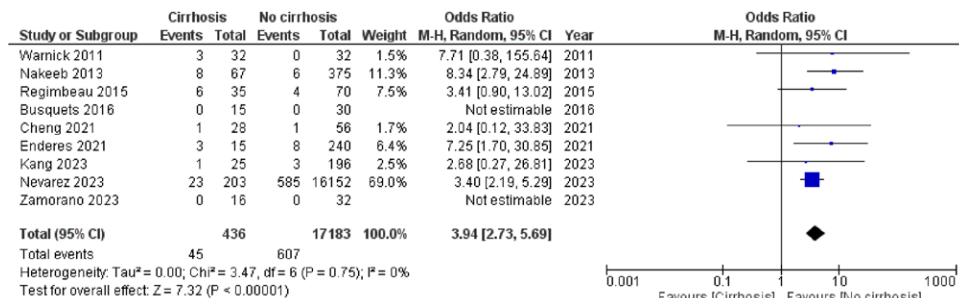 Cirrhosis No cirrhosis Odds Ratio Odds Ratio
Study or Subgroup Events Total Events Total Weight M-H, Random, 95% CI Year M-H, Random, 95% CI
Warnick 2011 3 32 0 32 1.5% 7.71 [0.38, 155.64] 2011
Nakeeb 2013 8 67 6 375 11.3% 8.34 [2.79, 24.89] 2013
Regimbeau 2015 6 35 4 70 7.5% 3.41 [0.90, 13.02] 2015
Busquets 2016 0 15 0 30 Not estimable 2016
Cheng 2021 1 28 1 56 1.7% 2.04 [0.12, 33.83] 2021
Enderes 2021 3 15 8 240 6.4% 7.25 [1.70, 30.85] 2021
Kang 2023 1 25 3 196 2.5% 2.68 [0.27, 26.81] 2023
Nevarez 2023 23 203 585 16152 69.0% 3.40 [2.19, 5.29] 2023
Zamorano 2023 0 16 0 32 Not estimable 2023
Total (95% CI) 436 17183 100.0% 3.94 [2.73, 5.69]
Total events 45 607
Heterogeneity: Tau² = 0.00; Chi² = 3.47, df = 6 (P = 0.75); I² = 0%
Test for overall effect: Z = 7.32 (P < 0.00001)
0.001 0.1 1 10 1000
Favours [Cirrhosis] Favours [No cirrhosis]